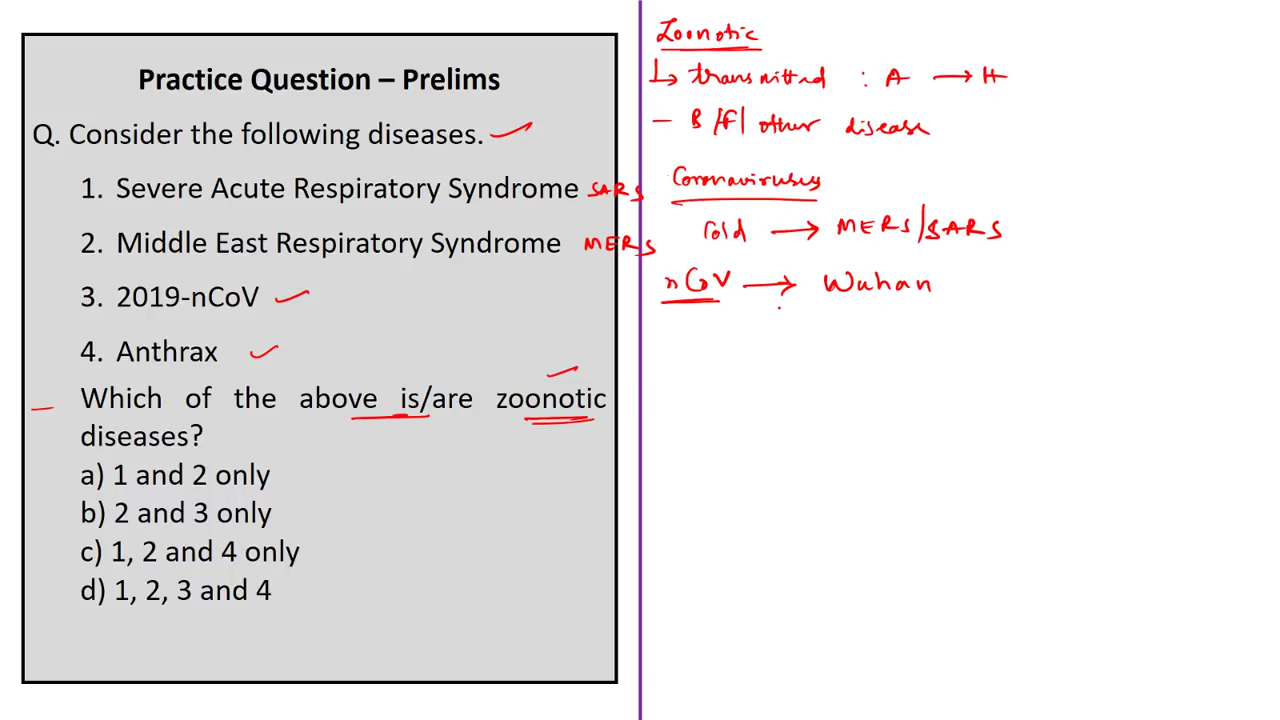 Practice Question – Prelims
Q. Consider the following diseases.
1. Severe Acute Respiratory Syndrome SARS
2. Middle East Respiratory Syndrome MERS
3. 2019-nCoV
4. Anthrax
Which of the above is/are zoonotic
diseases?
a) 1 and 2 only
b) 2 and 3 only
c) 1, 2 and 4 only
d) 1, 2, 3 and 4
Zoonotic
↳ transmitted : A → H
– B/F/ other disease
Coronaviruses
Cold → MERS/SARS
nCoV → Wuhan